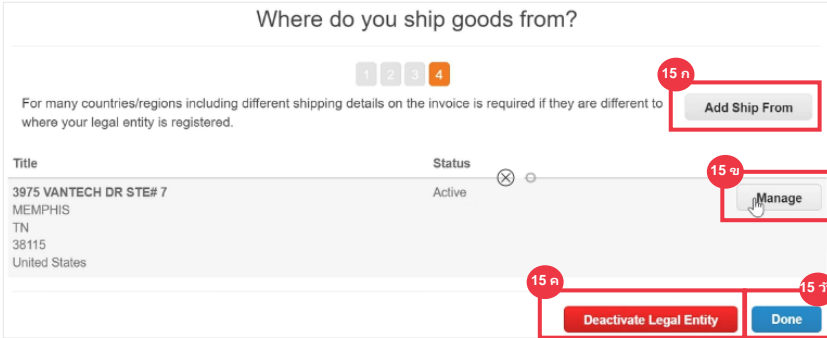 Where do you ship goods from?
1 2 3 4
15 ก
For many countries/regions including different shipping details on the invoice is required if they are different to
where your legal entity is registered.
Add Ship From
Title Status
15 ข
3975 VANTECH DR STE# 7 Active Manage
MEMPHIS
TN
38115
United States
15 ค 15 ว
Deactivate Legal Entity Done